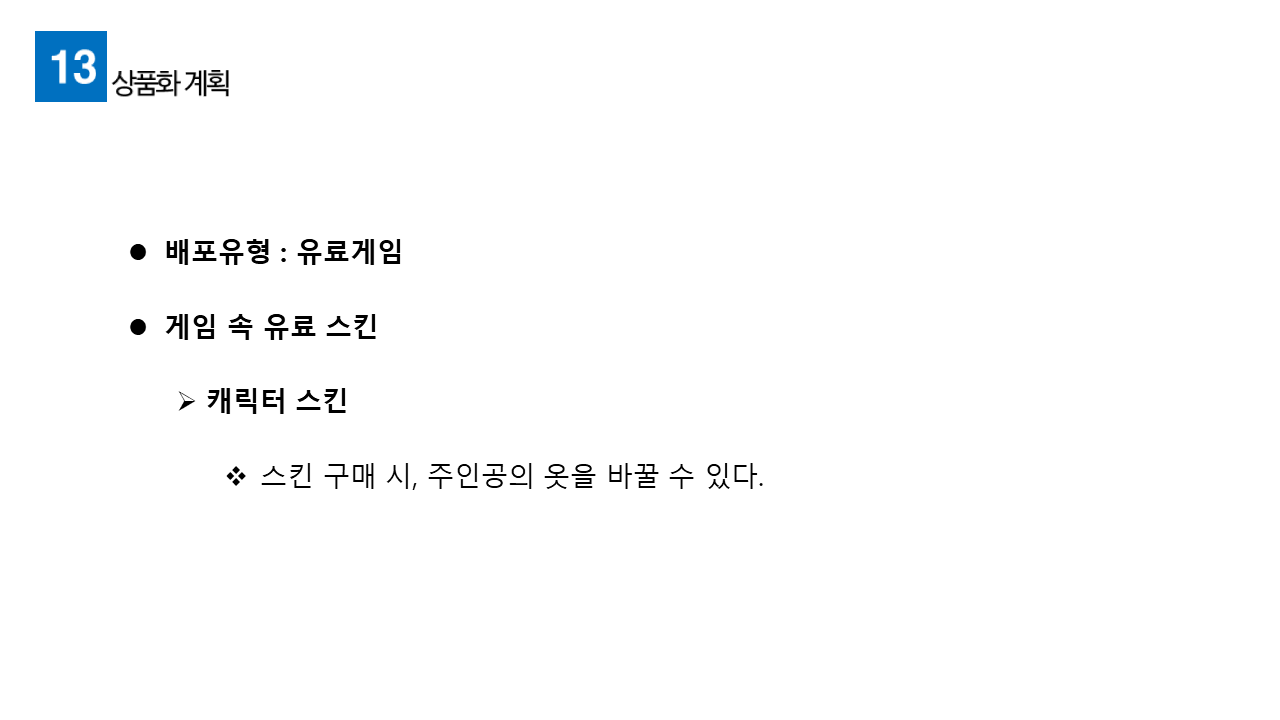 13 상품화 계획
● 배포유형 : 유료게임
● 게임 속 유료 스킨
➢ 캐릭터 스킨
❖ 스킨 구매 시, 주인공의 옷을 바꿀 수 있다.